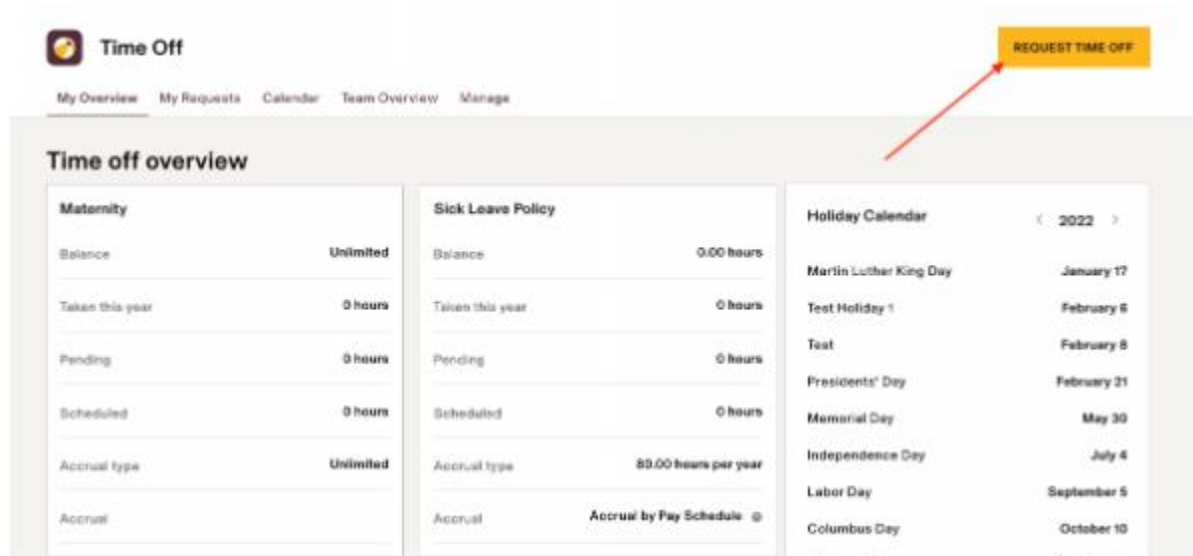 Time Off
REQUEST TIME OFF
My Overview My Requests Calendar Team Overview Manage
Time off overview
Maternity
Balance Unlimited
Taken this year 0 hours
Pending 0 hours
Scheduled 0 hours
Accrual type Unlimited
Accrual
Sick Leave Policy
Balance 0.00 hours
Taken this year 0 hours
Pending 0 hours
Scheduled 0 hours
Accrual type hours per year
Accrual Accrual by Pay Schedule
Holiday Calendar < 2022 >
Martin Luther King Day January 17
Test Holiday 1 February 6
Test February 8
Presidents' Day February 21
Memorial Day May 30
Independence Day July 4
Labor Day September 5
Columbus Day October 10